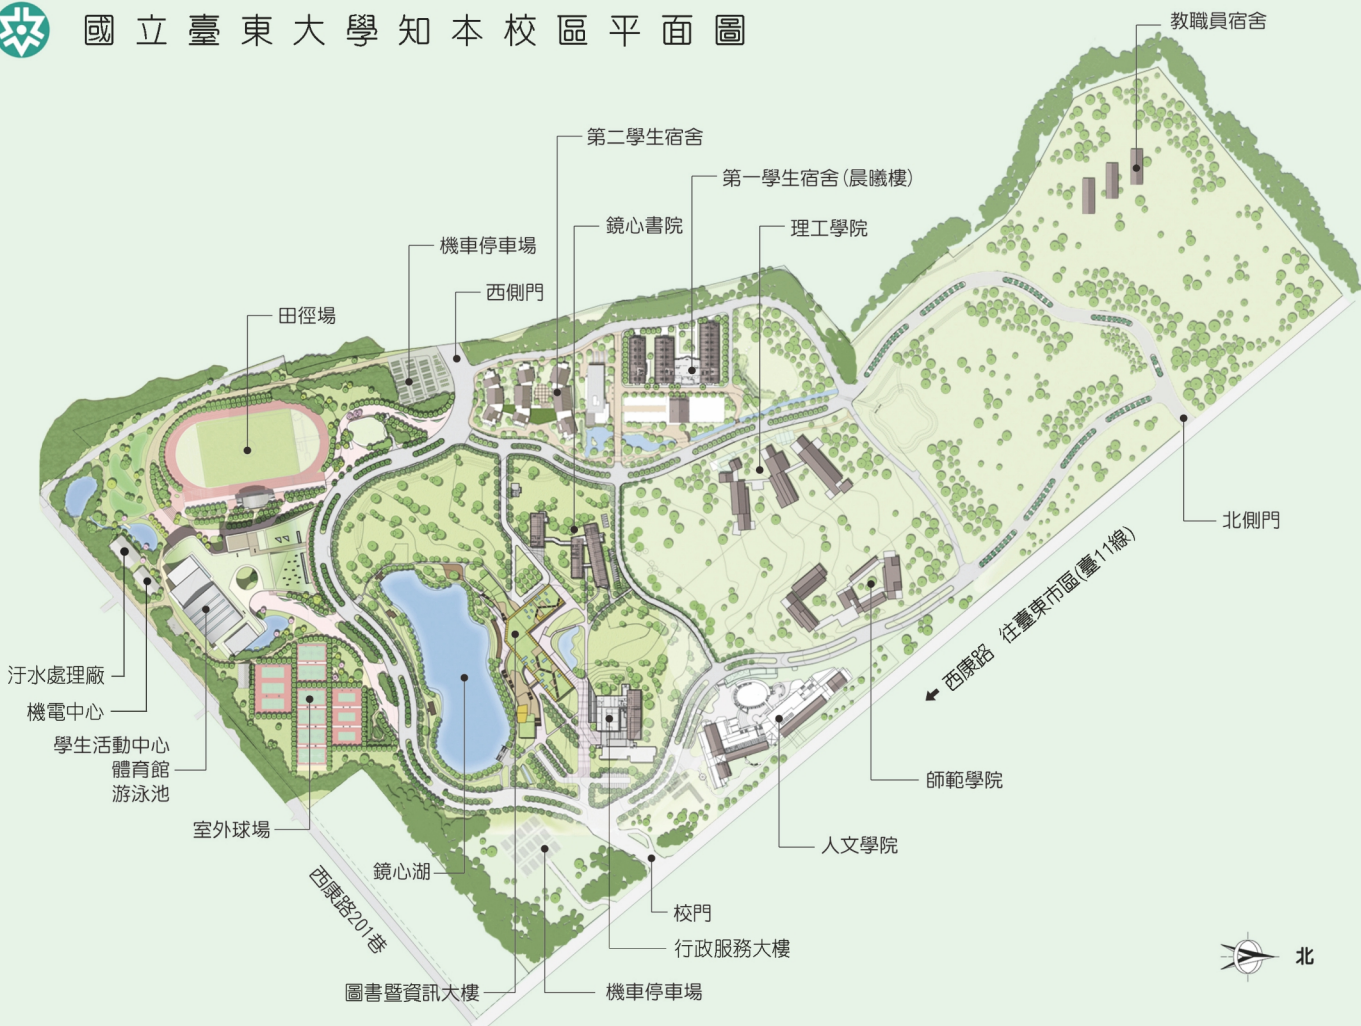 國立臺東大學知本校區平面圖
教職員宿舍
第二學生宿舍
第一學生宿舍(晨曦樓)
鏡心書院
理工學院
機車停車場
西側門
田徑場
北側門
西康路 往臺東市區(臺11線)
汙水處理廠
機電中心
學生活動中心
體育館
游泳池
師範學院
室外球場
人文學院
鏡心湖
西康路201巷
校門
行政服務大樓
圖書暨資訊大樓
機車停車場
北